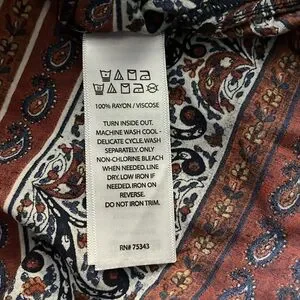 100% RAYON / VISCOSE
TURN INSIDE OUT.
MACHINE WASH COOL -
DELICATE CYCLE. WASH
SEPARATELY. ONLY
NON-CHLORINE BLEACH
WHEN NEEDED. LINE
DRY. LOW IRON IF
NEEDED. IRON ON
REVERSE.
DO NOT IRON TRIM.
RN# 75343